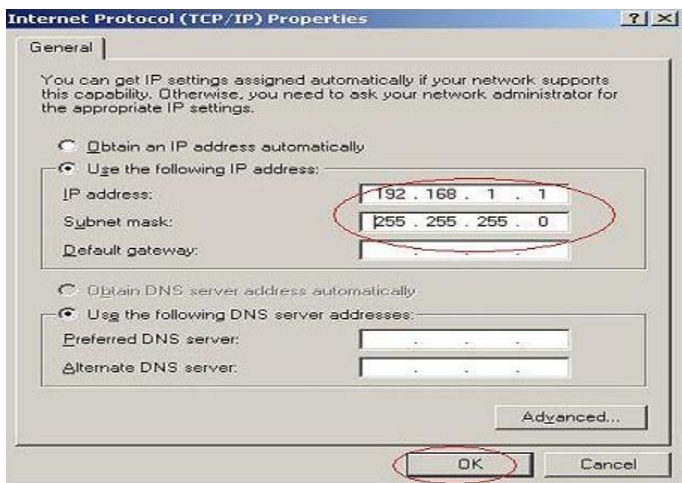 Internet Protocol (TCP/IP) Properties
General
You can get IP settings assigned automatically if your network supports
this capability. Otherwise, you need to ask your network administrator for
the appropriate IP settings.
Obtain an IP address automatically
Use the following IP address:
IP address: 192 . 168 . 1 . 1
Subnet mask: 255 . 255 . 255 . 0
Default gateway: . . .
Obtain DNS server address automatically
Use the following DNS server addresses:
Preferred DNS server: . . .
Alternate DNS server: . . .
Advanced...
OK Cancel